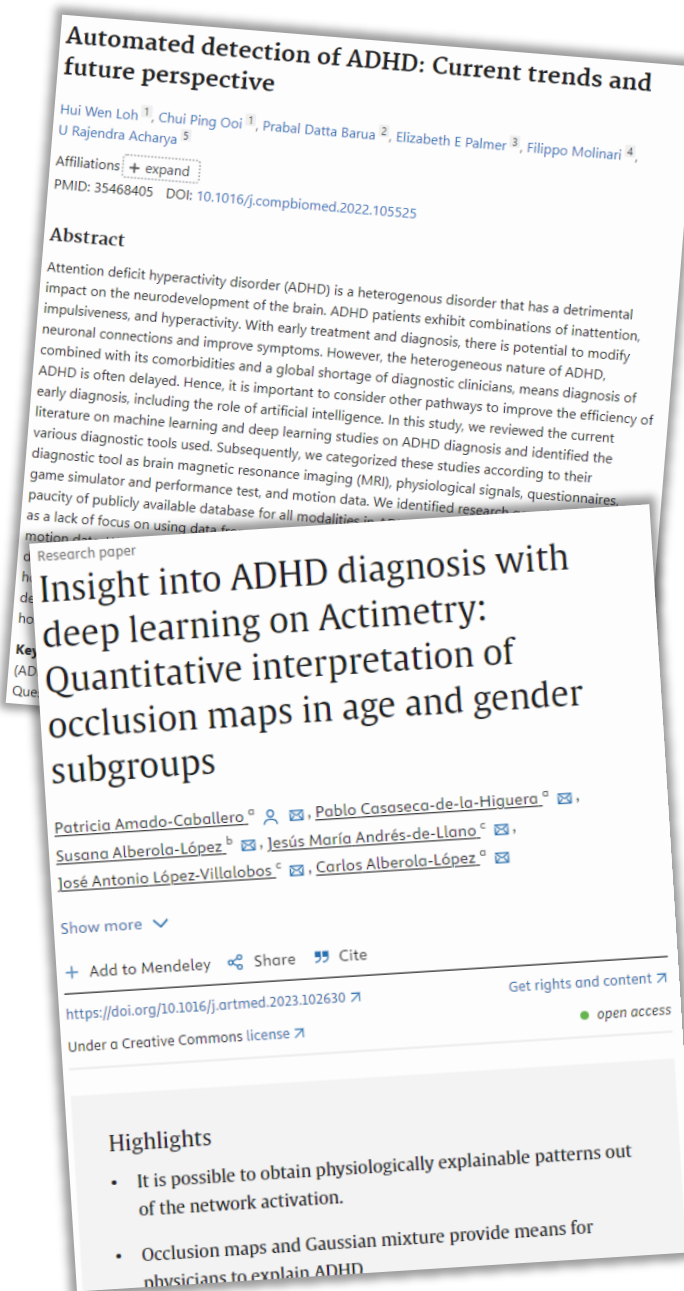 Automated detection of ADHD: Current trends and
future perspective
Hui Wen Loh 1, Chui Ping Ooi 1, Prabal Datta Barua 2, Elizabeth E Palmer 3, Filippo Molinari 4,
U Rajendra Acharya 5
Affiliations + expand
PMID: 35468405 DOI: 10.1016/j.compbiomed.2022.105525
Abstract
Attention deficit hyperactivity disorder (ADHD) is a heterogenous disorder that has a detrimental
impact on the neurodevelopment of the brain. ADHD patients exhibit combinations of inattention,
impulsiveness, and hyperactivity. With early treatment and diagnosis, there is potential to modify
neuronal connections and improve symptoms. However, the heterogeneous nature of ADHD,
combined with its comorbidities and a global shortage of diagnostic clinicians, means diagnosis of
ADHD is often delayed. Hence, it is important to consider other pathways to improve the efficiency of
early diagnosis, including the role of artificial intelligence. In this study, we reviewed the current
literature on machine learning and deep learning studies on ADHD diagnosis and identified the
various diagnostic tools used. Subsequently, we categorized these studies according to their
diagnostic tool as brain magnetic resonance imaging (MRI), physiological signals, questionnaires,
game simulator and performance test, and motion data. We identified research
paucity of publicly available database for all modalities in
as a lack of focus on using data
motion
Research paper
Insight into ADHD diagnosis with
deep learning on Actimetry:
Quantitative interpretation of
occlusion maps in age and gender
subgroups
Patricia Amado-Caballero a, Pablo Casaseca-de-la-Higuera a,
Susana Alberola-López b, Jesús María Andrés-de-Llano c,
José Antonio López-Villalobos c, Carlos Alberola-López a
Show more
+ Add to Mendeley Share Cite
https://doi.org/10.1016/j.artmed.2023.102630 Get rights and content
Under a Creative Commons license open access
Highlights
• It is possible to obtain physiologically explainable patterns out
of the network activation.
• Occlusion maps and Gaussian mixture provide means for
physicians to explain ADHD